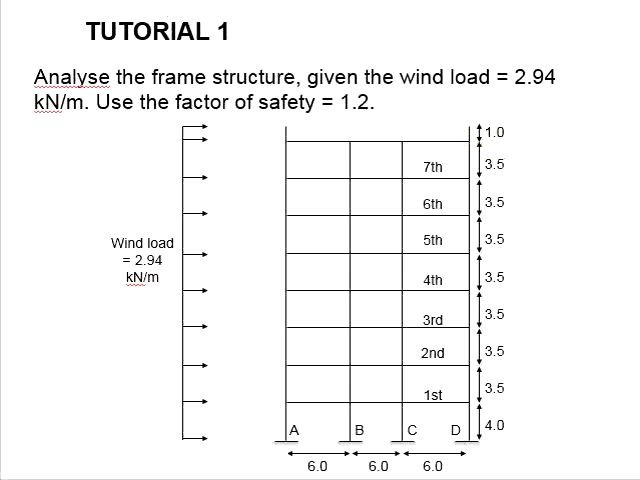 TUTORIAL 1
Analyse the frame structure, given the wind load = 2.94
kN/m. Use the factor of safety = 1.2.
1.0
7th
3.5
6th
3.5
5th
3.5
Wind load
= 2.94
kN/m
4th
3.5
3rd
3.5
2nd
3.5
1st
3.5
A
B
C
D
4.0
6.0
6.0
6.0